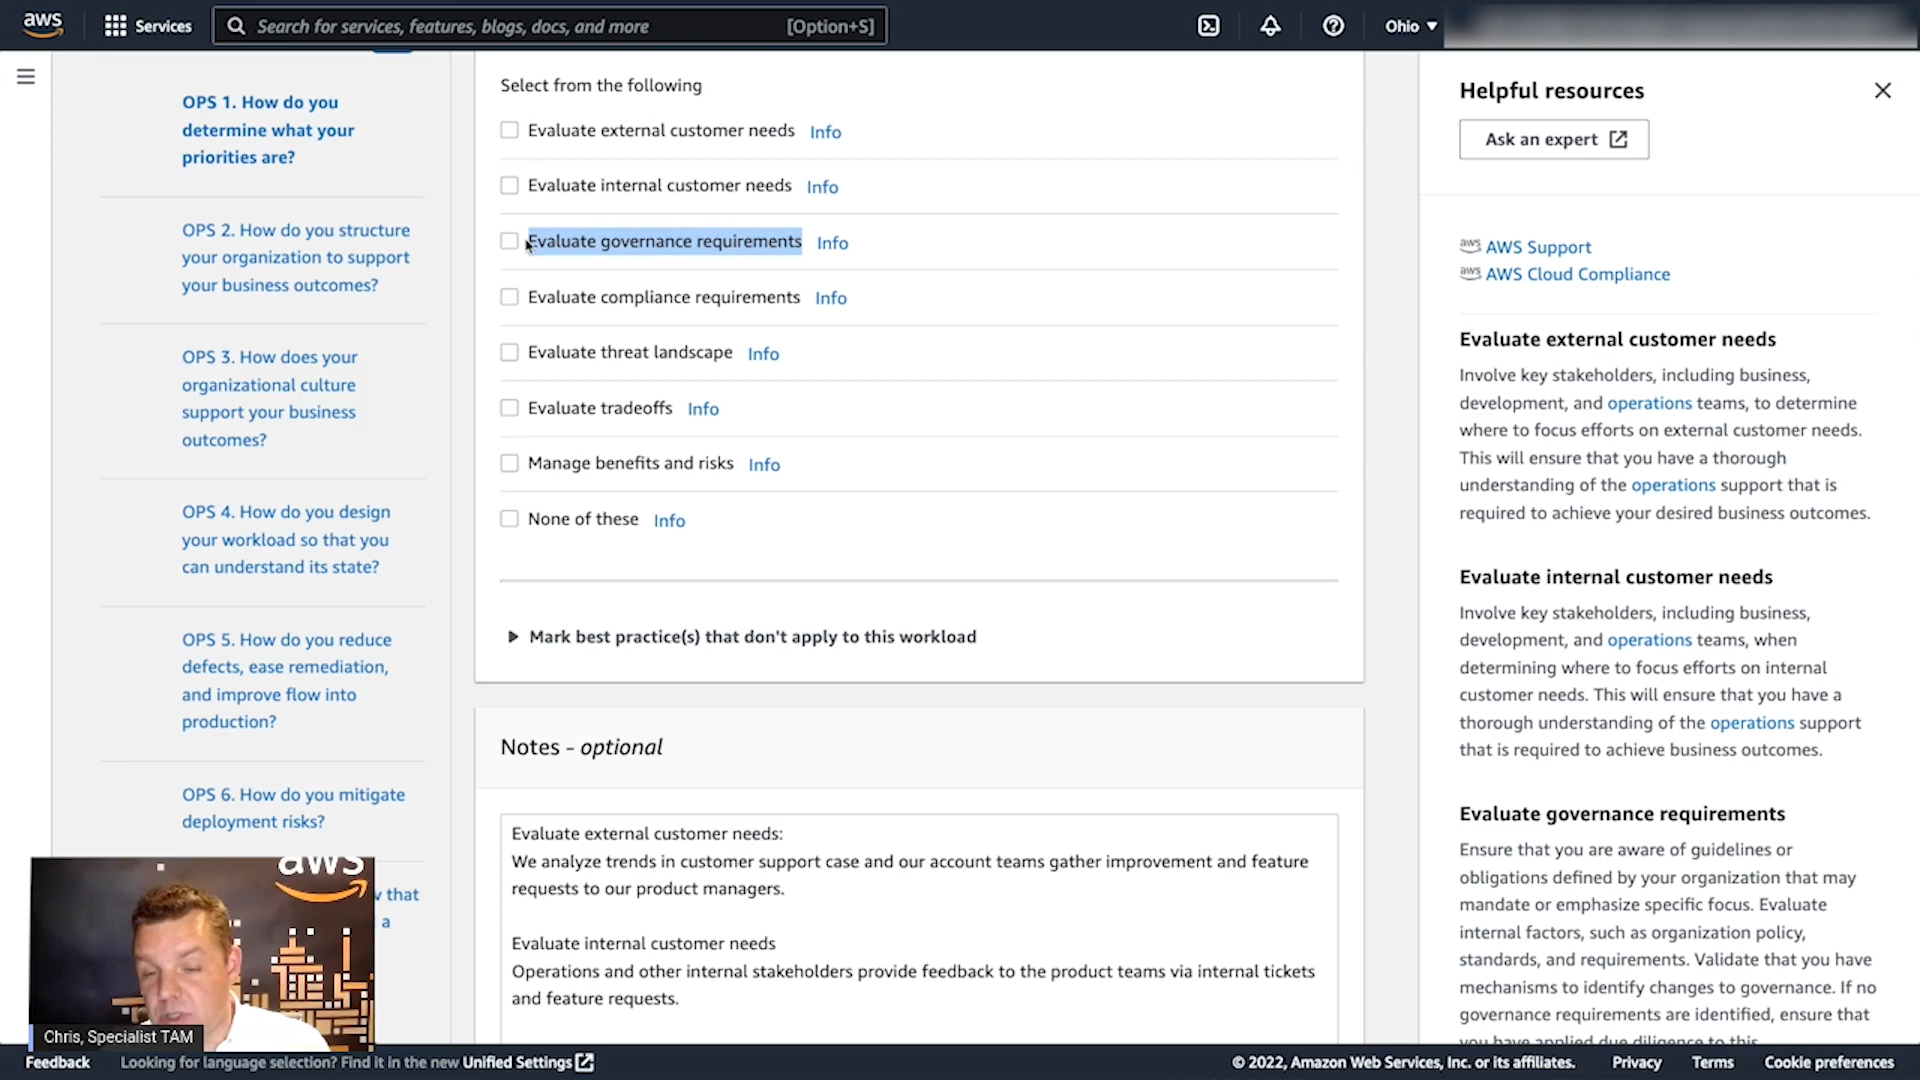 aws
Services
Search for services, features, blogs, docs, and more
[Option+S]
Ohio
OPS 1. How do you
determine what your
priorities are?
OPS 2. How do you structure
your organization to support
your business outcomes?
OPS 3. How does your
organizational culture
support your business
outcomes?
OPS 4. How do you design
your workload so that you
can understand its state?
OPS 5. How do you reduce
defects, ease remediation,
and improve flow into
production?
OPS 6. How do you mitigate
deployment risks?
that
a
Select from the following
Evaluate external customer needs Info
Evaluate internal customer needs Info
Evaluate governance requirements Info
Evaluate compliance requirements Info
Evaluate threat landscape Info
Evaluate tradeoffs Info
Manage benefits and risks Info
None of these Info
Mark best practice(s) that don't apply to this workload
Notes - optional
Evaluate external customer needs:
We analyze trends in customer support case and our account teams gather improvement and feature
requests to our product managers.
Evaluate internal customer needs
Operations and other internal stakeholders provide feedback to the product teams via internal tickets
and feature requests.
Helpful resources
Ask an expert
aws AWS Support
aws AWS Cloud Compliance
Evaluate external customer needs
Involve key stakeholders, including business,
development, and operations teams, to determine
where to focus efforts on external customer needs.
This will ensure that you have a thorough
understanding of the operations support that is
required to achieve your desired business outcomes.
Evaluate internal customer needs
Involve key stakeholders, including business,
development, and operations teams, when
determining where to focus efforts on internal
customer needs. This will ensure that you have a
thorough understanding of the operations support
that is required to achieve business outcomes.
Evaluate governance requirements
Ensure that you are aware of guidelines or
obligations defined by your organization that may
mandate or emphasize specific focus. Evaluate
internal factors, such as organization policy,
standards, and requirements. Validate that you have
mechanisms to identify changes to governance. If no
governance requirements are identified, ensure that
you have applied due diligence to this
aws
Chris, Specialist TAM
Feedback
Looking for language selection? Find it in the new Unified Settings
© 2022, Amazon Web Services, Inc. or its affiliates.
Privacy
Terms
Cookie preferences